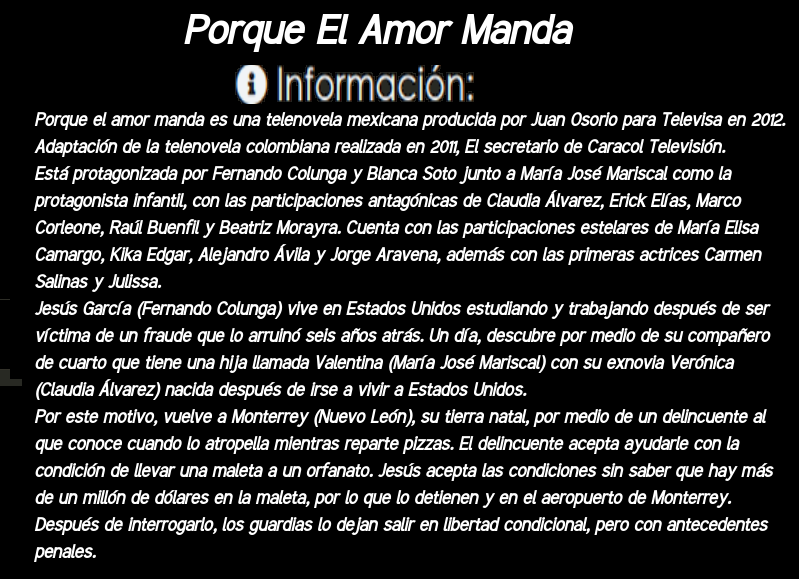 Porque El Amor Manda
Información:
Porque el amor manda es una telenovela mexicana producida por Juan Osorio para Televisa en 2012.
Adaptación de la telenovela colombiana realizada en 2011, El secretario de Caracol Televisión.
Está protagonizada por Fernando Colunga y Blanca Soto junto a María José Mariscal como la
protagonista infantil, con las participaciones antagónicas de Claudia Álvarez, Erick Elías, Marco
Corleone, Raúl Buenfil y Beatriz Morayra. Cuenta con las participaciones estelares de María Elisa
Camargo, Kika Edgar, Alejandro Ávila y Jorge Aravena, además con las primeras actrices Carmen
Salinas y Julissa.
Jesús García (Fernando Colunga) vive en Estados Unidos estudiando y trabajando después de ser
víctima de un fraude que lo arruinó seis años atrás. Un día, descubre por medio de su compañero
de cuarto que tiene una hija llamada Valentina (María José Mariscal) con su exnovia Verónica
(Claudia Álvarez) nacida después de irse a vivir a Estados Unidos.
Por este motivo, vuelve a Monterrey (Nuevo León), su tierra natal, por medio de un delincuente al
que conoce cuando lo atropella mientras reparte pizzas. El delincuente acepta ayudarle con la
condición de llevar una maleta a un orfanato. Jesús acepta las condiciones sin saber que hay más
de un millón de dólares en la maleta, por lo que lo detienen y en el aeropuerto de Monterrey.
Después de interrogarlo, los guardias lo dejan salir en libertad condicional, pero con antecedentes
penales.